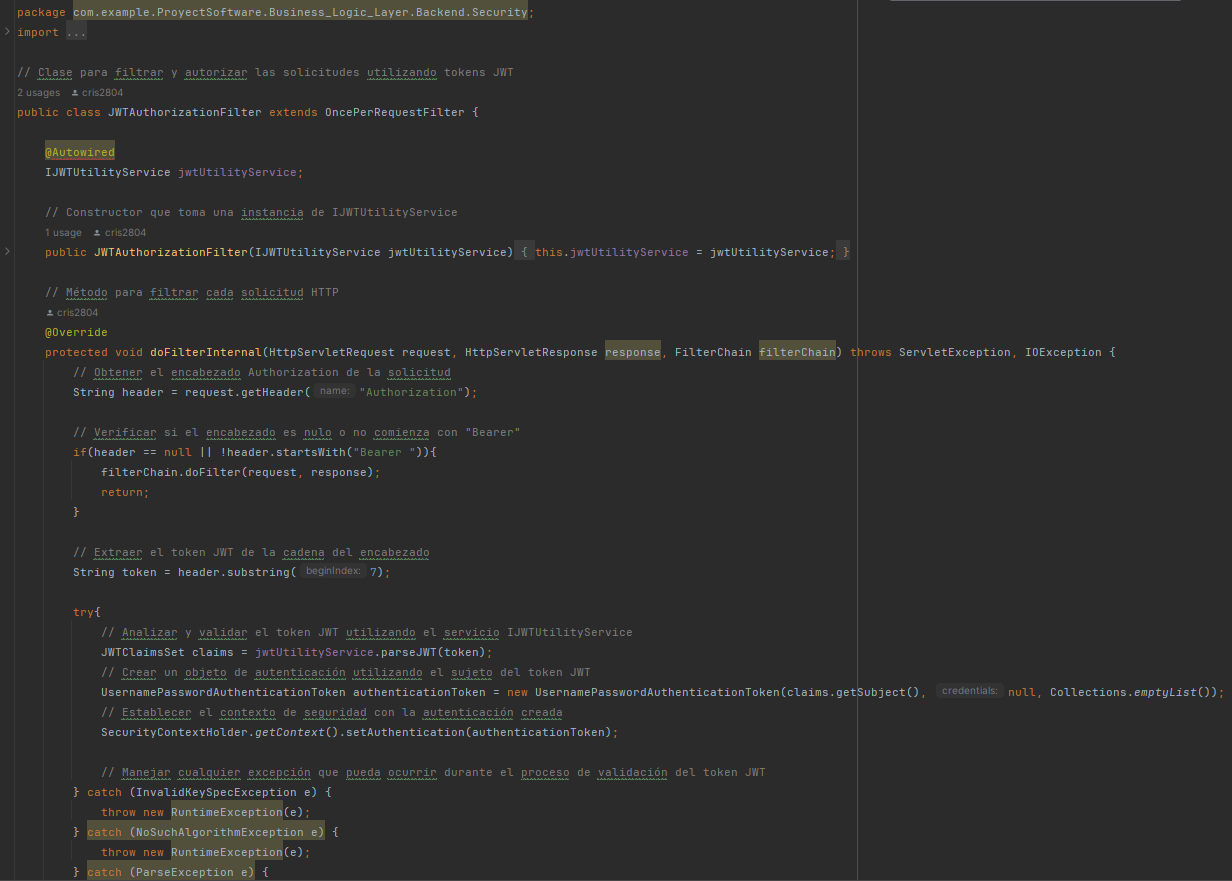 package com.example.ProyectSoftware.Business_Logic_Layer.Backend.Security;
import ...
// Clase para filtrar y autorizar las solicitudes utilizando tokens JWT
2 usages cris2804
public class JWTAuthorizationFilter extends OncePerRequestFilter {
@Autowired
IJWTUtilityService jwtUtilityService;
// Constructor que toma una instancia de IJWTUtilityService
1 usage cris2804
public JWTAuthorizationFilter(IJWTUtilityService jwtUtilityService) { this.jwtUtilityService = jwtUtilityService; }
// Método para filtrar cada solicitud HTTP
cris2804
@Override
protected void doFilterInternal(HttpServletRequest request, HttpServletResponse response, FilterChain filterChain) throws ServletException, IOException {
// Obtener el encabezado Authorization de la solicitud
String header = request.getHeader( name: "Authorization");
// Verificar si el encabezado es nulo o no comienza con "Bearer"
if(header == null || !header.startsWith("Bearer ")){
filterChain.doFilter(request, response);
return;
}
// Extraer el token JWT de la cadena del encabezado
String token = header.substring( beginIndex: 7);
try{
// Analizar y validar el token JWT utilizando el servicio IJWTUtilityService
JWTClaimsSet claims = jwtUtilityService.parseJWT(token);
// Crear un objeto de autenticación utilizando el sujeto del token JWT
UsernamePasswordAuthenticationToken authenticationToken = new UsernamePasswordAuthenticationToken(claims.getSubject(), credentials: null, Collections.emptyList());
// Establecer el contexto de seguridad con la autenticación creada
SecurityContextHolder.getContext().setAuthentication(authenticationToken);
// Manejar cualquier excepción que pueda ocurrir durante el proceso de validación del token JWT
} catch (InvalidKeySpecException e) {
throw new RuntimeException(e);
} catch (NoSuchAlgorithmException e) {
throw new RuntimeException(e);
} catch (ParseException e) {